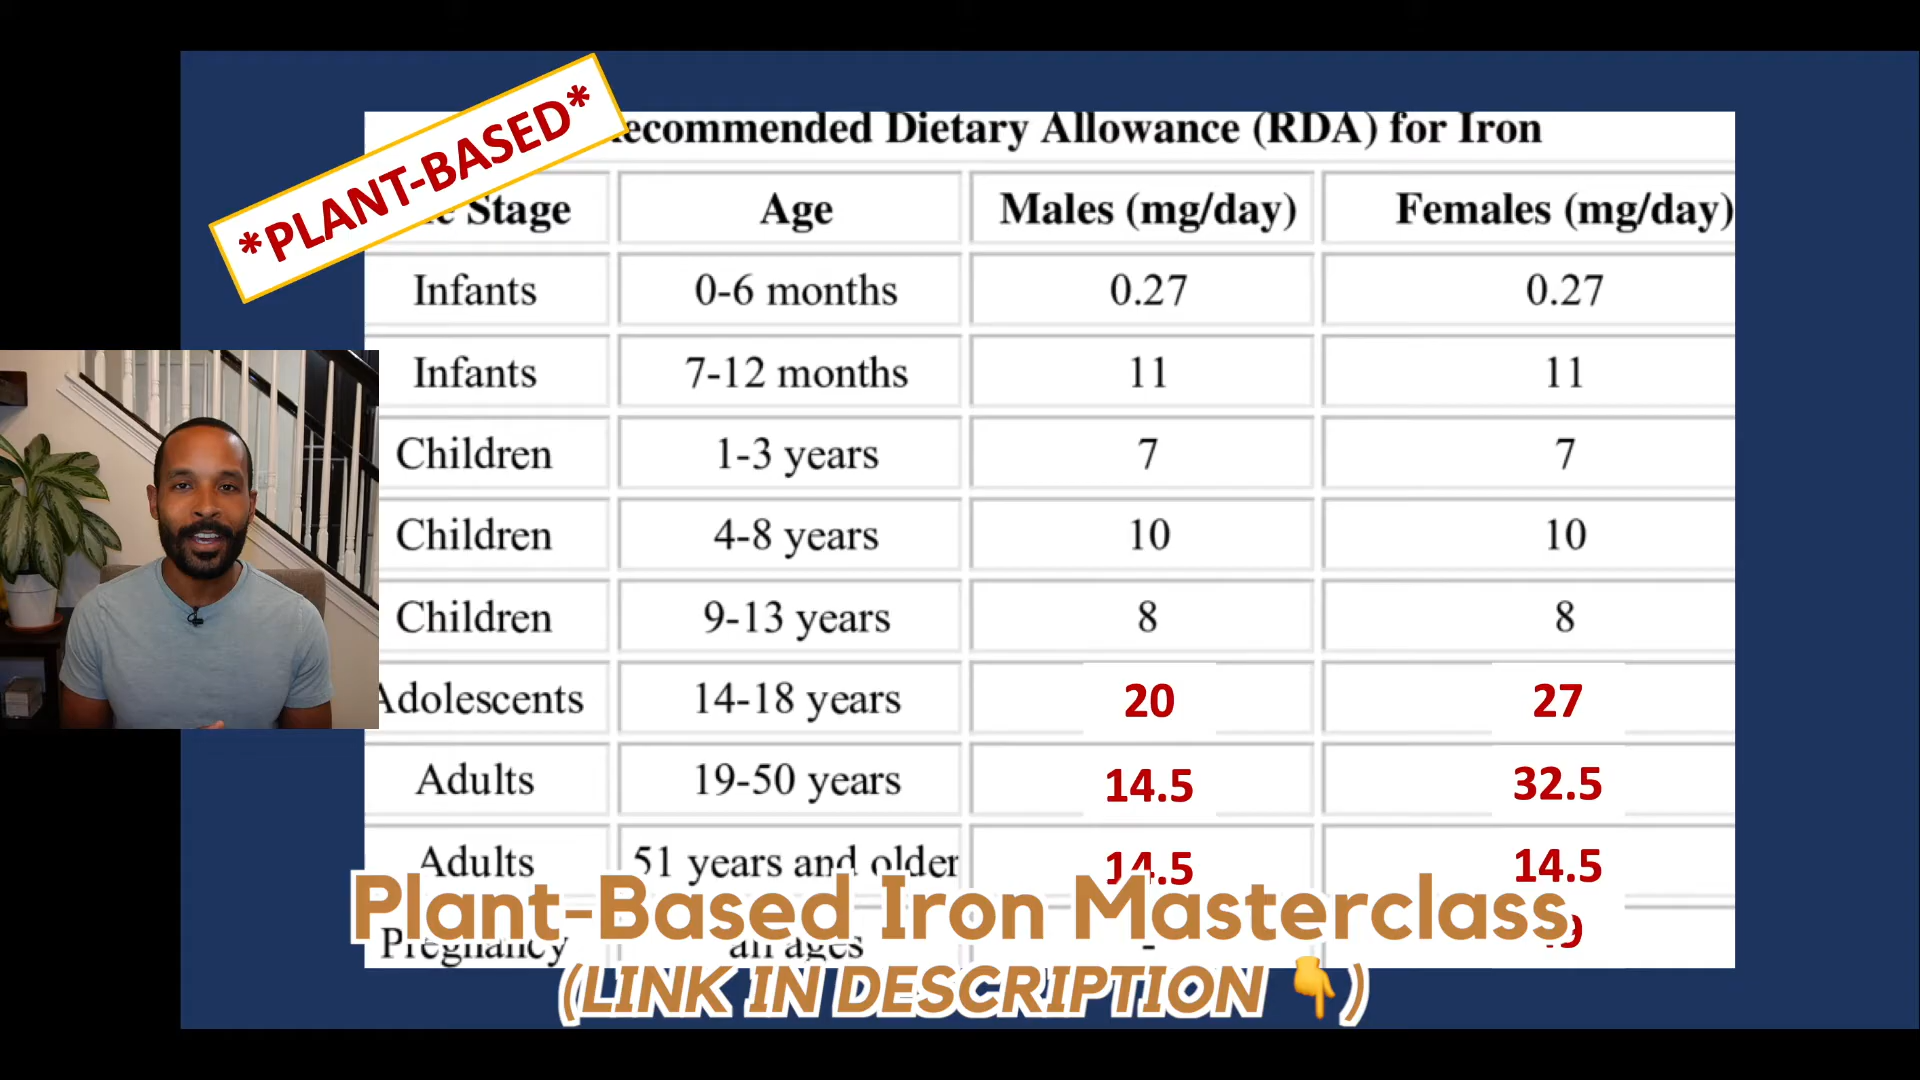 *PLANT-BASED*
ecommended Dietary Allowance (RDA) for Iron
Stage Age Males (mg/day) Females (mg/day)
Infants 0-6 months 0.27 0.27
Infants 7-12 months 11 11
Children 1-3 years 7 7
Children 4-8 years 10 10
Children 9-13 years 8 8
Adolescents 14-18 years 20 27
Adults 19-50 years 14.5 32.5
Adults 51 years and older 14.5 14.5
Pregnancy all ages -
Plant-Based Iron Masterclass
(LINK IN DESCRIPTION 👇)